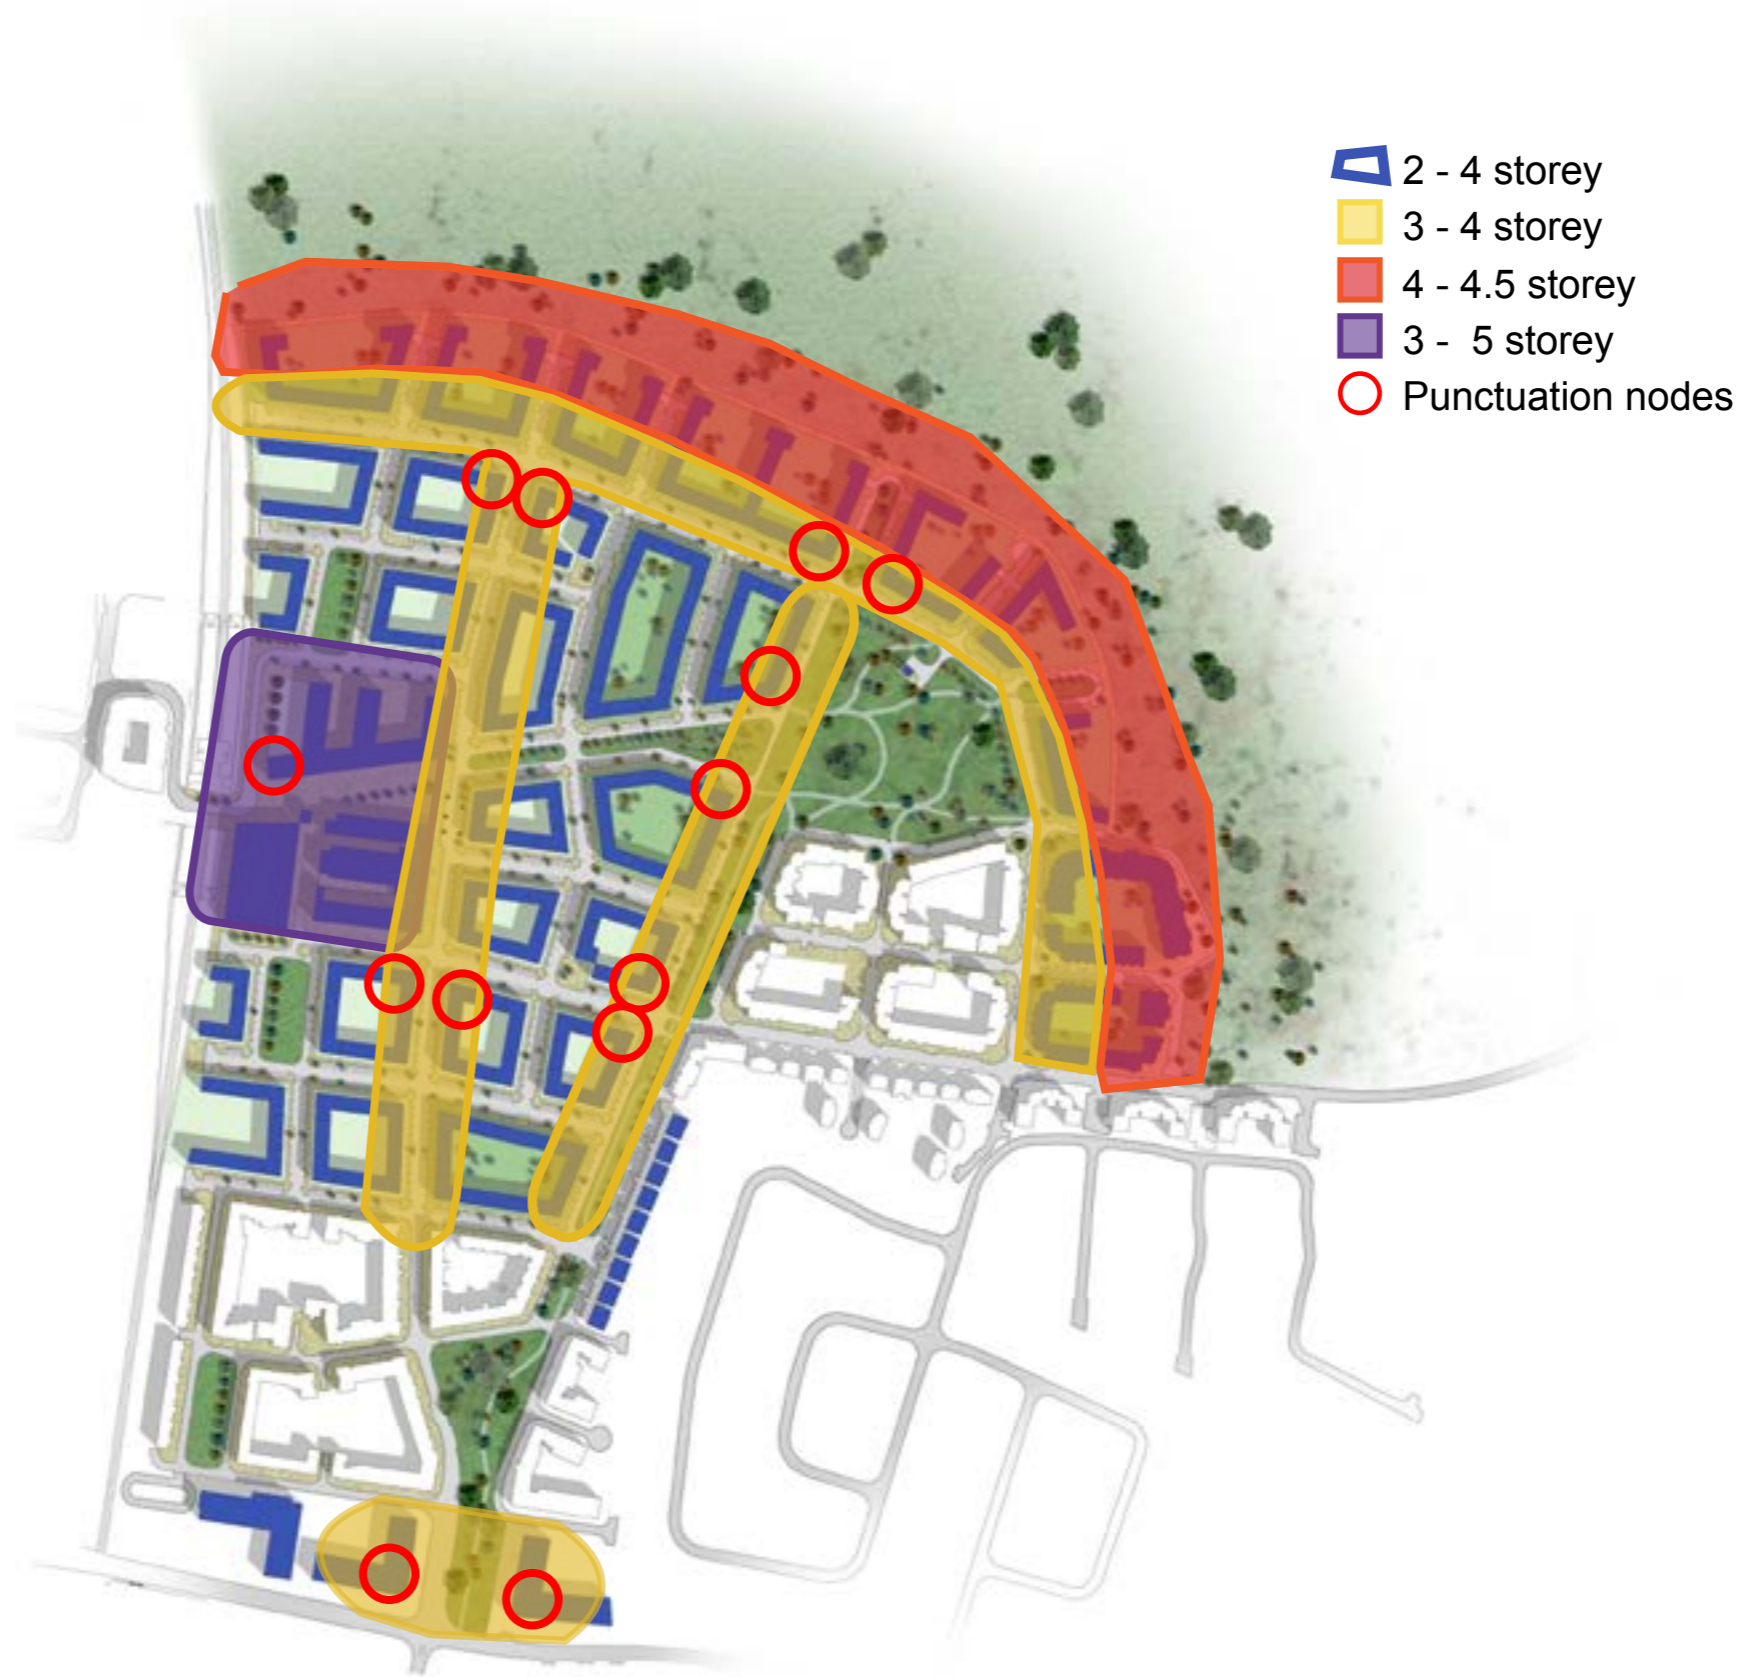 2 - 4 storey
3 - 4 storey
4 - 4.5 storey
3 -  5 storey
Punctuation nodes